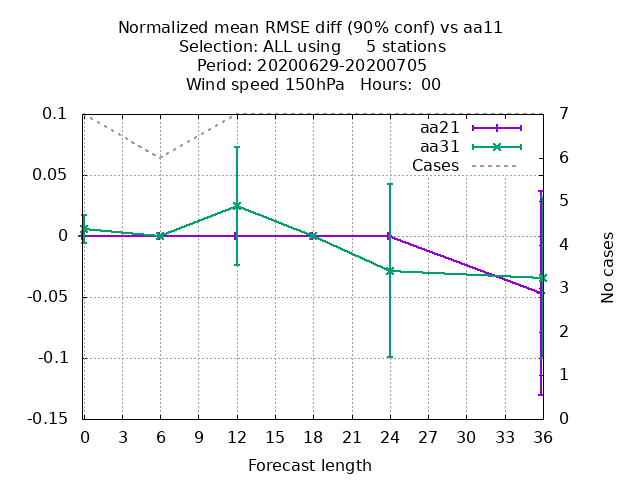 Normalized mean RMSE diff (90% conf) vs aa11
Selection: ALL using     5 stations
Period: 20200629-20200705
Wind speed 150hPa   Hours:  00
0.1
0.05
0
-0.05
-0.1
-0.15
7
6
5
4
3
2
1
0
aa21
aa31
Cases
No cases
0 3 6 9 12 15 18 21 24 27 30 33 36
Forecast length